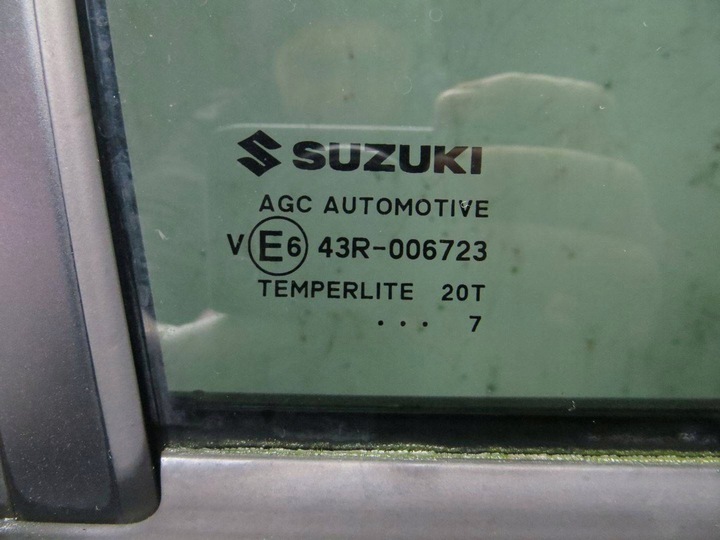 SUZUKI
AGC AUTOMOTIVE
V E6 43R-006723
TEMPERLITE 20T
... 7